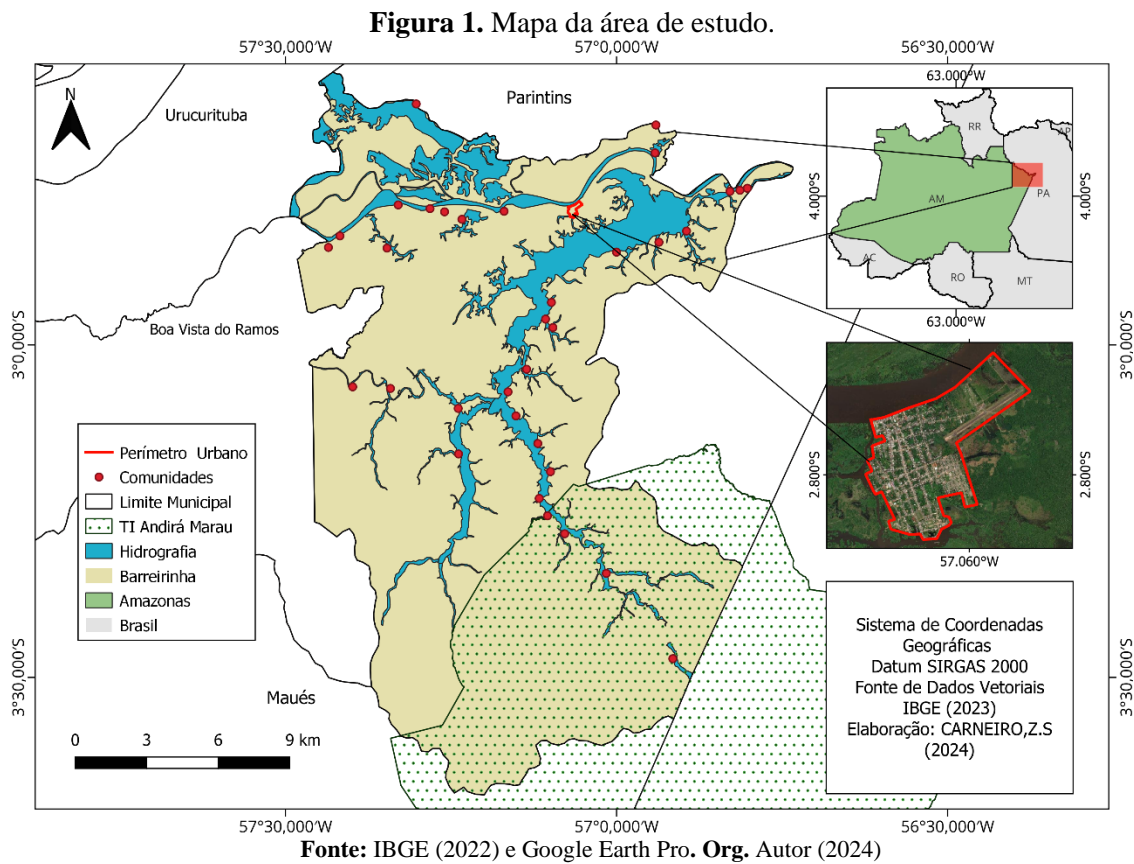 Figura 1. Mapa da área de estudo.
57°30,000'W
57°0,000'W
56°30,000'W
63.000°W
N
Urucurituba
Parintins
RR
AP
AM
PA
4.000°S
4.000°S
AC
RO
MT
63.000°W
Boa Vista do Ramos
3°0,000'S
3°0,000'S
Perímetro Urbano
Comunidades
Limite Municipal
TI Andirá Marau
Hidrografia
Barreirinha
Amazonas
Brasil
2.800°S
2.800°S
57.060°W
Sistema de Coordenadas
Geográficas
Datum SIRGAS 2000
Fonte de Dados Vetoriais
IBGE (2023)
Elaboração: CARNEIRO,Z.S
(2024)
3°30,000'S
3°30,000'S
Maués
0 3 6 9 km
57°30,000'W
57°0,000'W
56°30,000'W
Fonte: IBGE (2022) e Google Earth Pro. Org. Autor (2024)